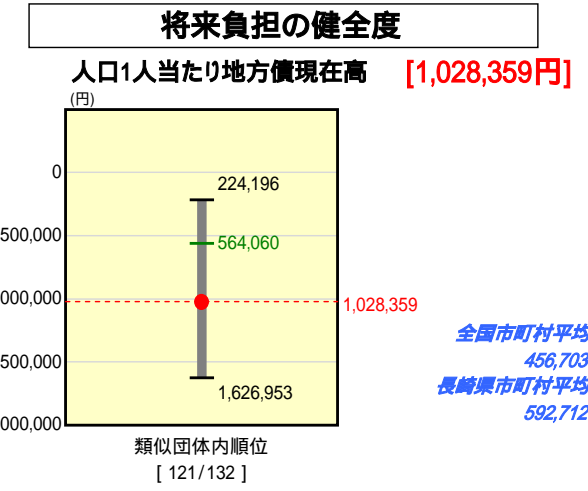 将来負担の健全度
人口1人当たり地方債現在高 [1,028,359円]
(円)
0
224,196
500,000
564,060
000,000
1,028,359
全国市町村平均
456,703
500,000
長崎県市町村平均
1,626,953
592,712
000,000
類似団体内順位
[ 121/132 ]